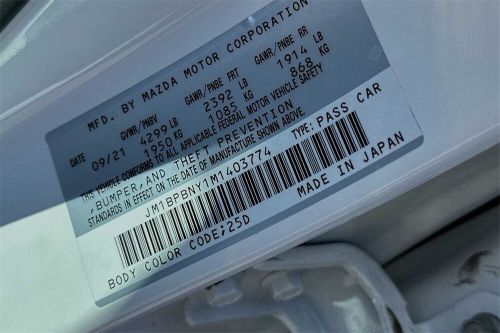 MFD. BY MAZDA MOTOR CORPORATION
DATE GVWR/PNBV GAWR/PNBE FRT GAWR/PNBE RR
09/21 4299 LB 2392 LB 1914 LB
1950 KG 1085 KG 868 KG
THIS VEHICLE CONFORMS TO ALL APPLICABLE FEDERAL MOTOR VEHICLE SAFETY
, BUMPER, AND THEFT PREVENTION
STANDARDS IN EFFECT ON THE DATE OF MANUFACTURE SHOWN ABOVE.
JM1BPBNY1M1403774 TYPE: PASS CAR
BODY COLOR CODE;25D MADE IN JAPAN